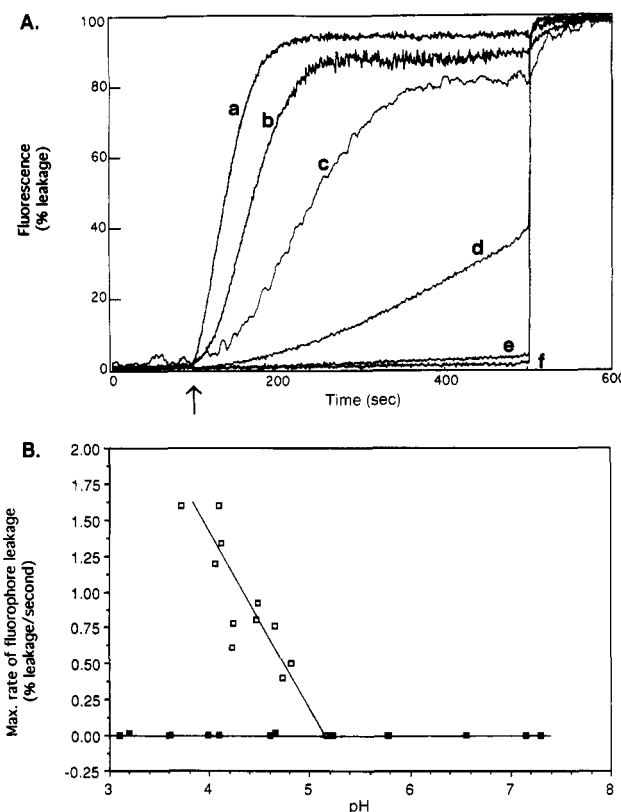 A.
100
80
60
40
20
0
Fluorescence
(% leakage)
a
b
c
d
e
f
0
200
400
600
Time (sec)
B.
2.00
1.75
1.50
1.25
1.00
0.75
0.50
0.25
0.00
-0.25
Max. rate of fluorophore leakage
(% leakage/second)
3
4
5
6
7
8
pH